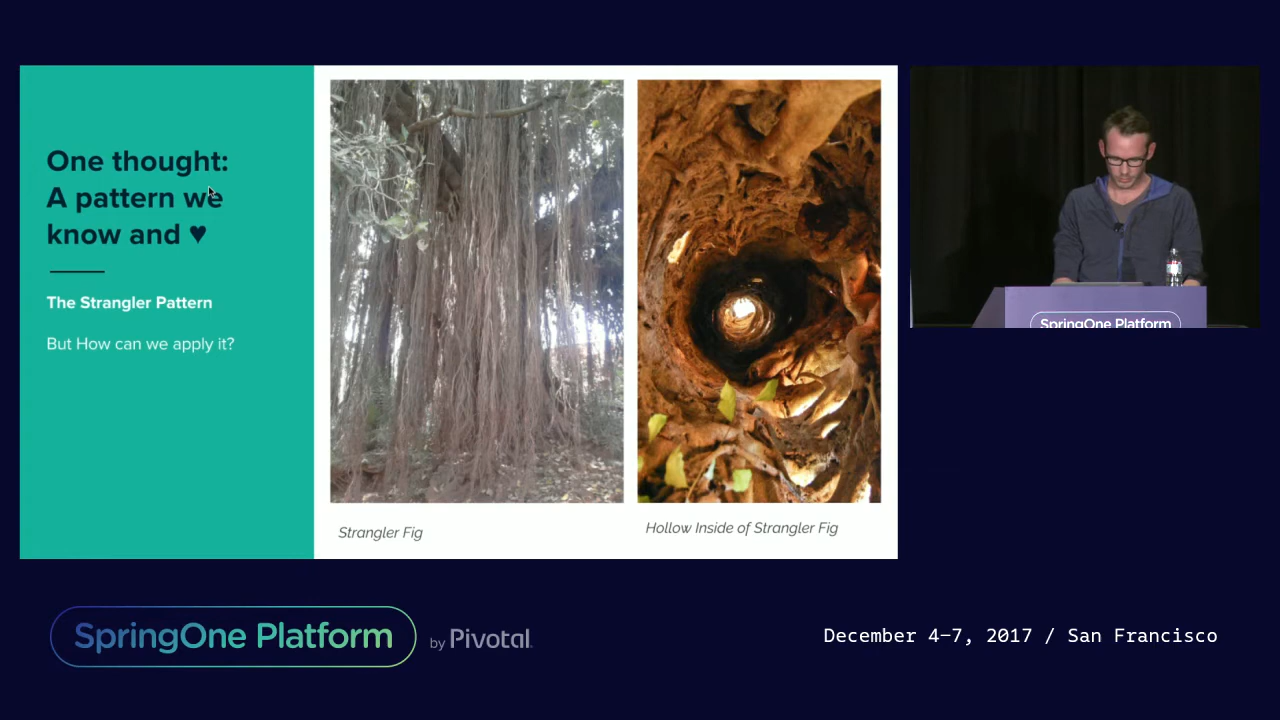 One thought:
A pattern we
know and ♥
The Strangler Pattern
But How can we apply it?
Strangler Fig
Hollow Inside of Strangler Fig
SpringOne Platform
SpringOne Platform by Pivotal.
December 4–7, 2017 / San Francisco